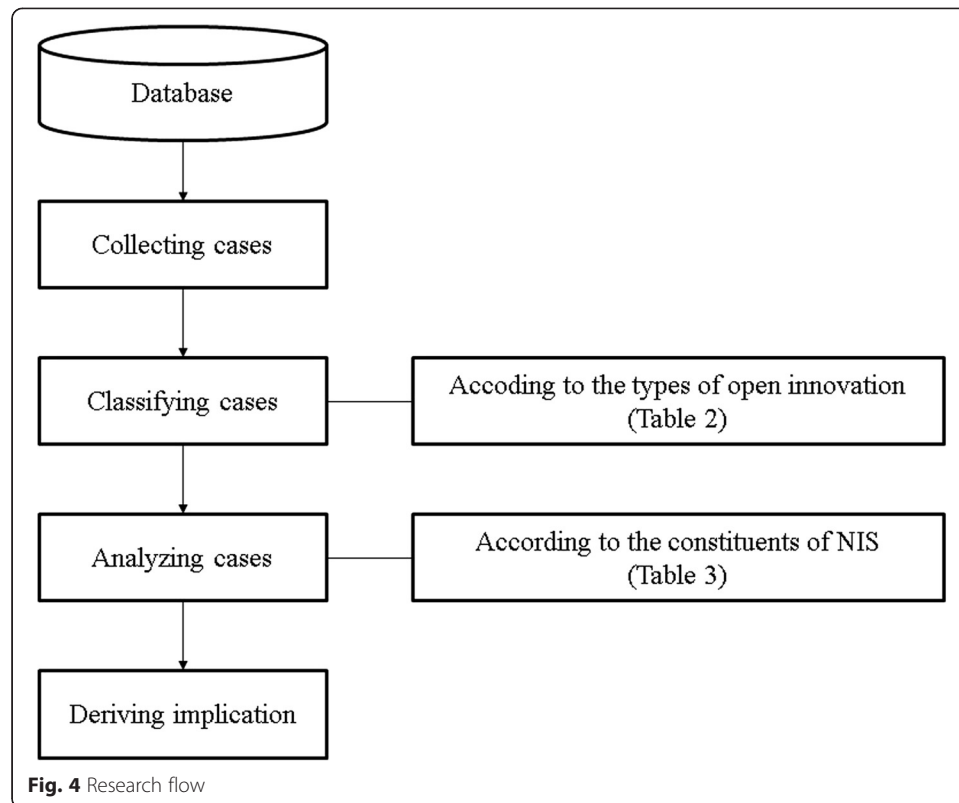 Database
Collecting cases
Classifying cases
Accoding to the types of open innovation
(Table 2)
Analyzing cases
According to the constituents of NIS
(Table 3)
Deriving implication
Fig. 4 Research flow